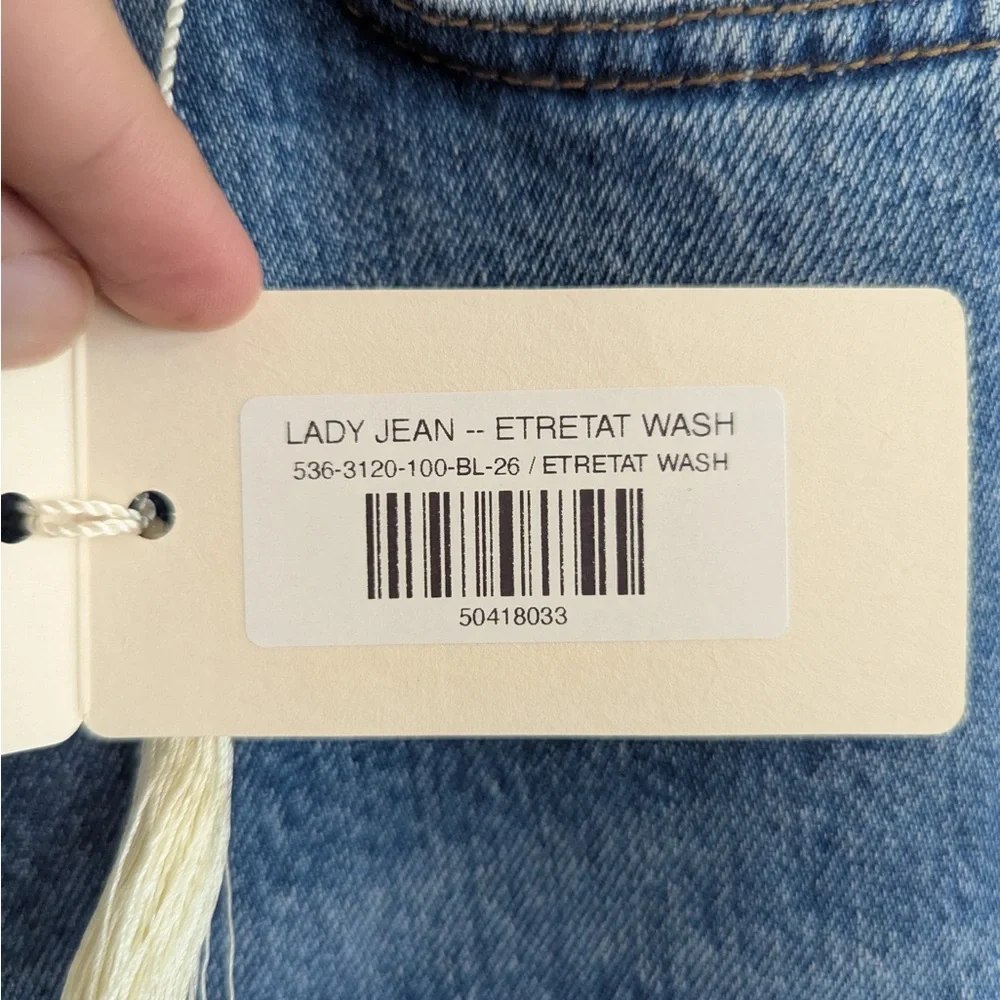 LADY JEAN -- ETRETAT WASH
536-3120-100-BL-26 / ETRETAT WASH
50418033